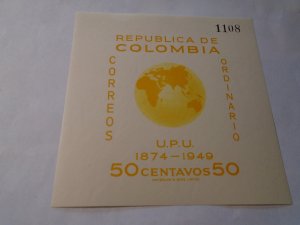 1108
REPUBLICA DE
COLOMBIA
CORREOS
ORDINARIO
U.P.U.
1874-1949
50 CENTAVOS 50